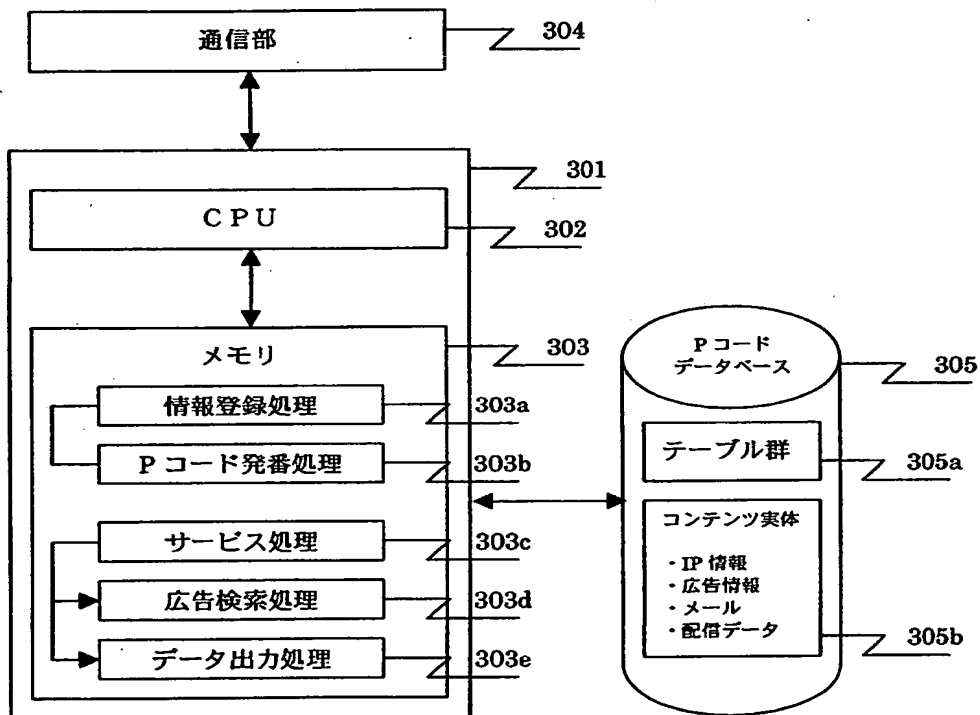 通信部
304
301
CPU
302
メモリ
303
情報登録処理
303a
Pコード発番処理
303b
サービス処理
303c
広告検索処理
303d
データ出力処理
303e
Pコード
データベース
305
テーブル群
305a
コンテンツ実体
・IP情報
・広告情報
・メール
・配信データ
305b